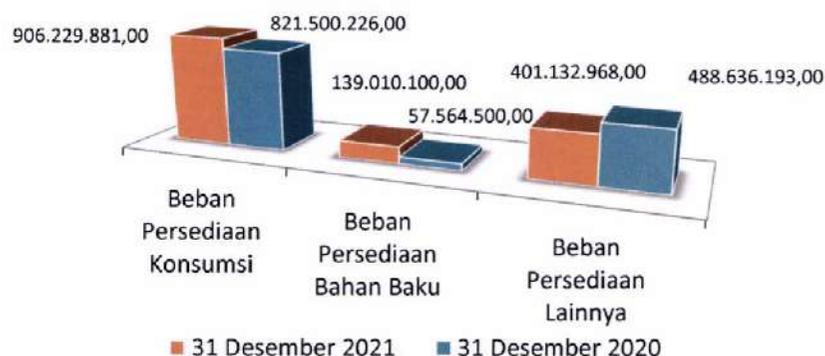 906.229.881,00
821.500.226,00
139.010.100,00
57.564.500,00
401.132.968,00
488.636.193,00
Beban
Persediaan
Konsumsi
Beban
Persediaan
Bahan Baku
Beban
Persediaan
Lainnya
31 Desember 2021
31 Desember 2020